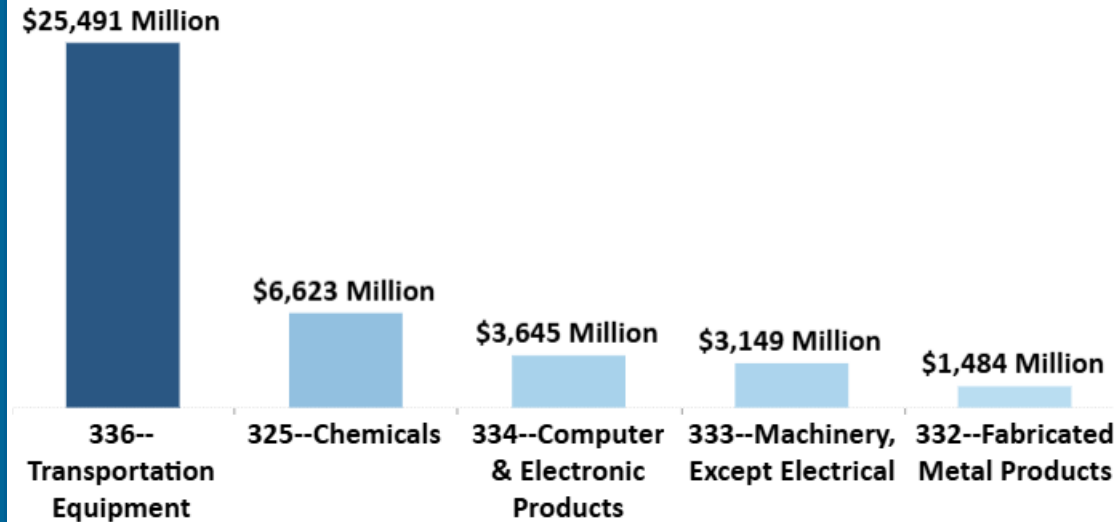 $25,491 Million
$6,623 Million
$3,645 Million
$3,149 Million
$1,484 Million
336--
Transportation
Equipment
325--Chemicals
334--Computer
& Electronic
Products
333--Machinery,
Except Electrical
332--Fabricated
Metal Products